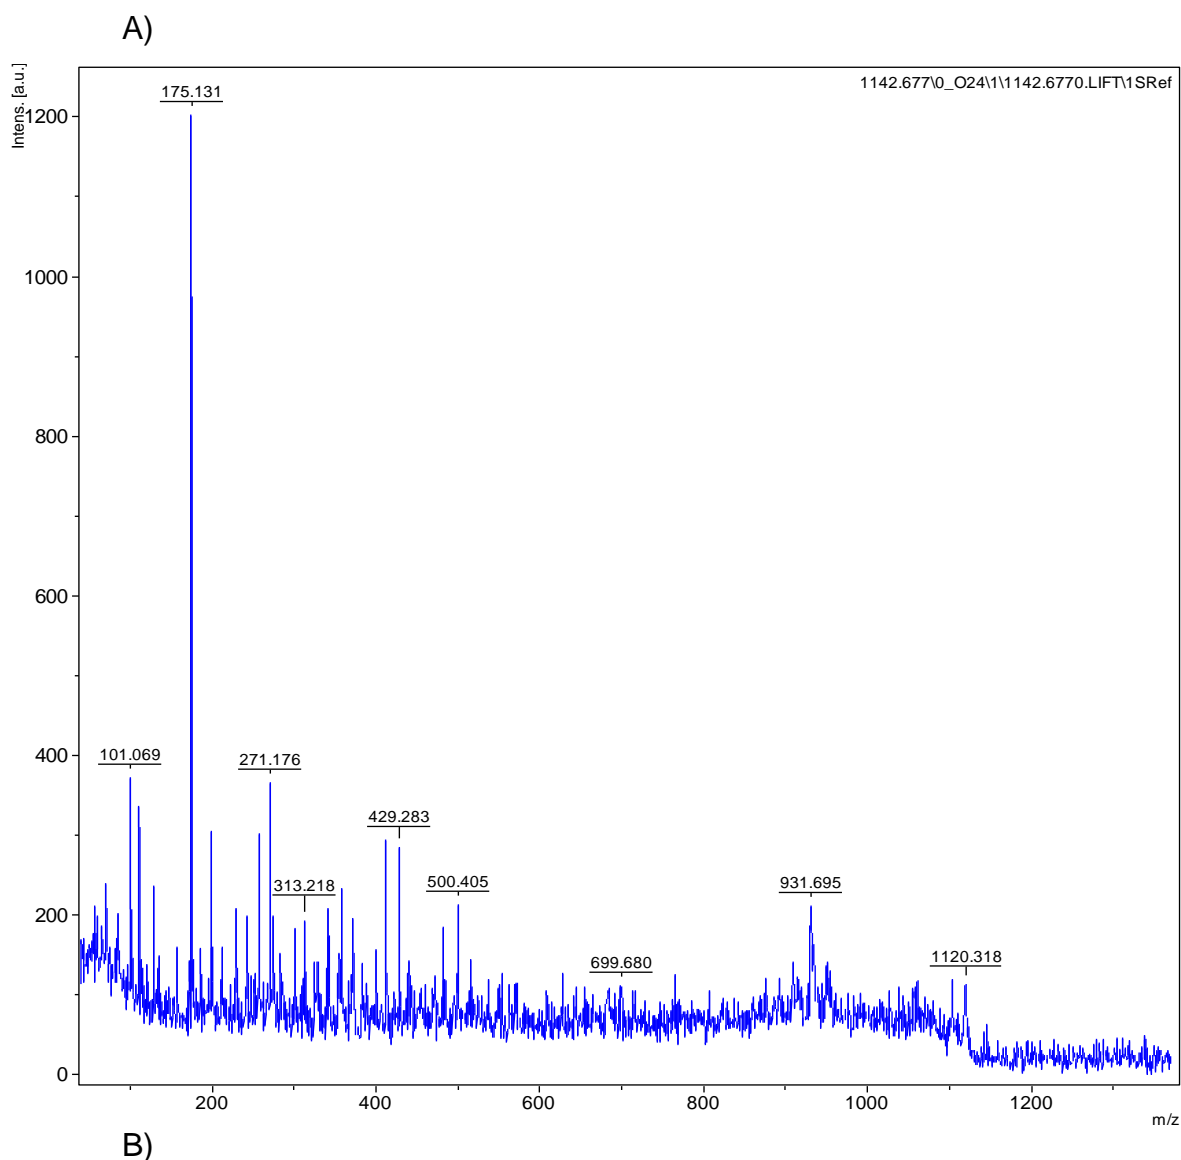 A)
Intens. [a.u.]
1142.677\0_O24\1\1142.6770.LIFT\1SRef
175.131
1200
1000
800
600
400
101.069
271.176
429.283
313.218
500.405
931.695
200
699.680
1120.318
0
200 400 600 800 1000 1200
m/z
B)